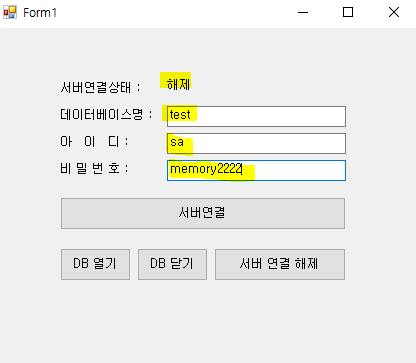 Form1
서버연결상태 : 해제
데이터베이스명 : test
아 이 디 : sa
비 밀 번 호 : memory2222
서버연결
DB 열기 DB 닫기 서버 연결 해제